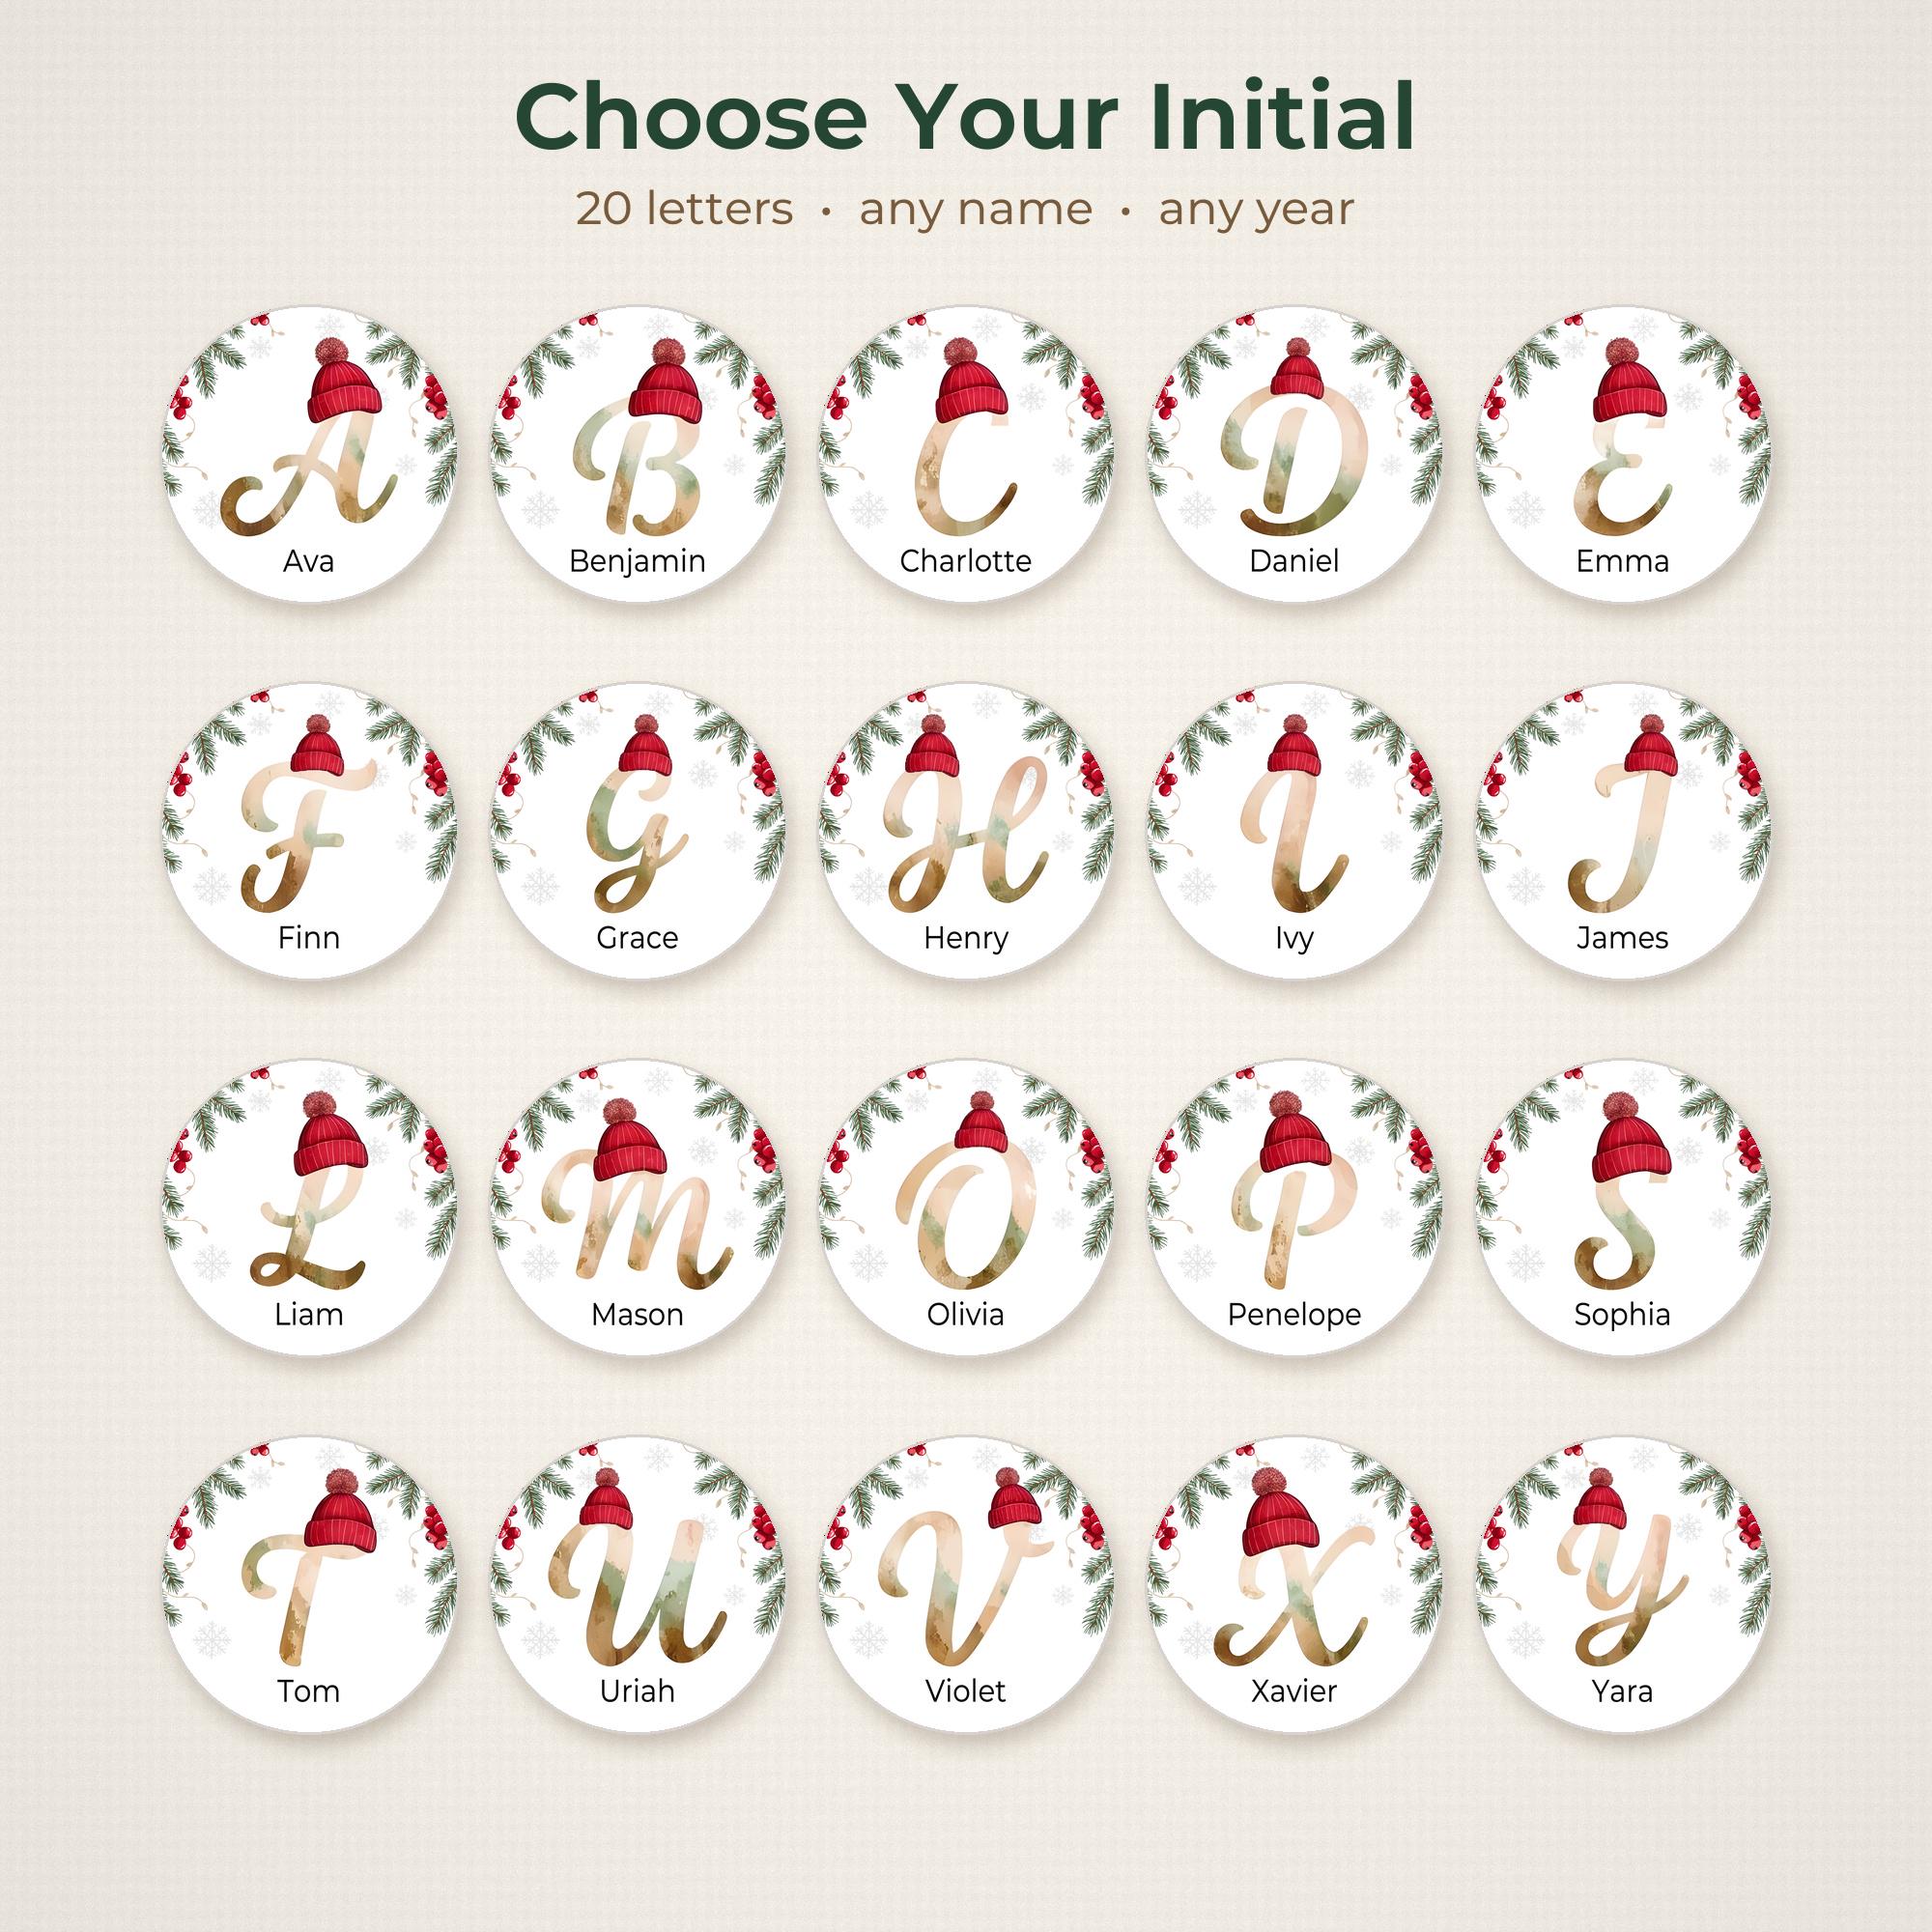 Choose Your Initial
20 letters • any name • any year
A B C D E
Ava Benjamin Charlotte Daniel Emma
F G H I J
Finn Grace Henry Ivy James
L M O P S
Liam Mason Olivia Penelope Sophia
T U V X Y
Tom Uriah Violet Xavier Yara